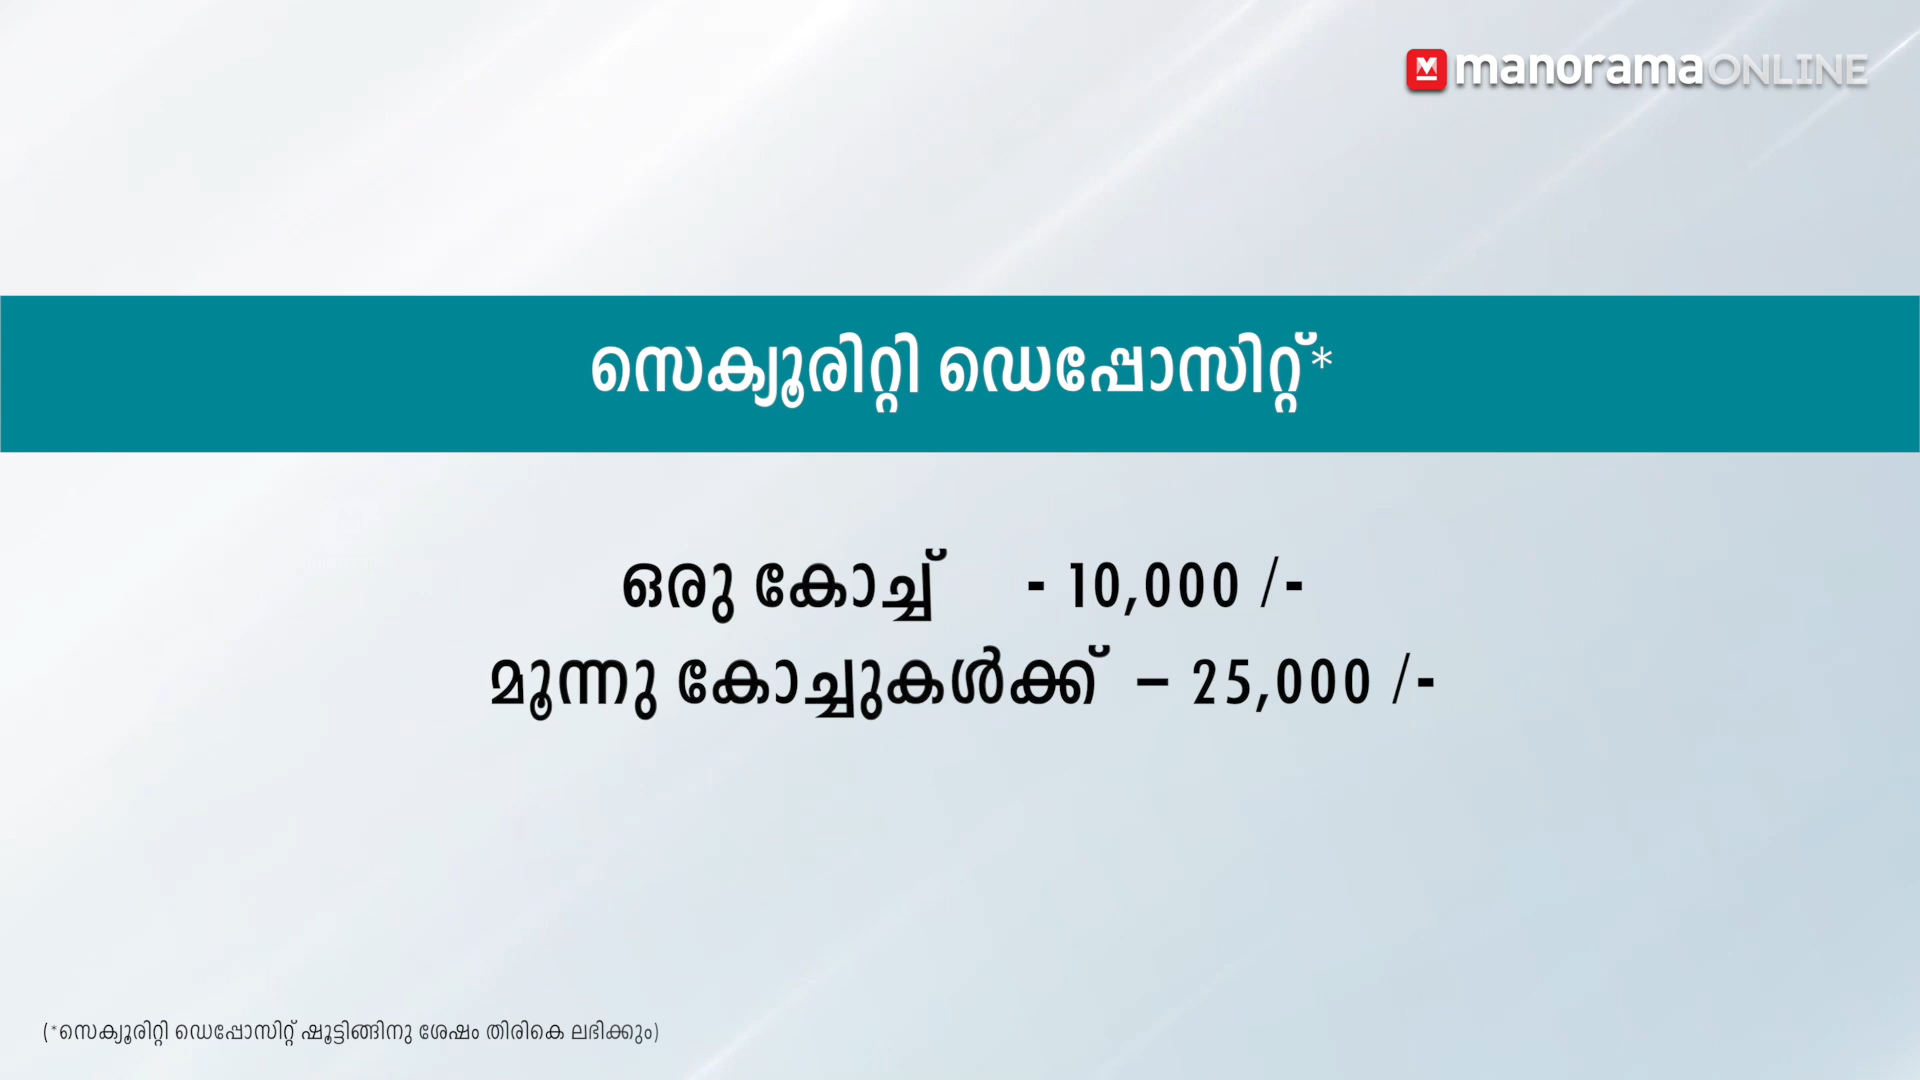 manoramaONLINE
സെക്യൂരിറ്റി ഡെപ്പോസിറ്റ്*
ഒരു കോച്ച് - 10,000 /-
മൂന്നു കോച്ചുകൾക്ക് – 25,000 /-
(*സെക്യൂരിറ്റി ഡെപ്പോസിറ്റ് ഷൂട്ടിങ്ങിനു ശേഷം തിരികെ ലഭിക്കും)